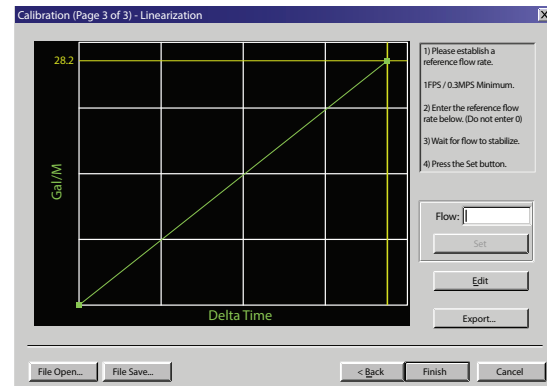 Calibration (Page 3 of 3) - Linearization
X
28.2
Gal/M
Delta Time
1) Please establish a
reference flow rate.
1FPS / 0.3MPS Minimum.
2) Enter the reference flow
rate below. (Do not enter 0)
3) Wait for flow to stabilize.
4) Press the Set button.
Flow:
Set
Edit
Export...
File Open...
File Save...
< Back
Finish
Cancel